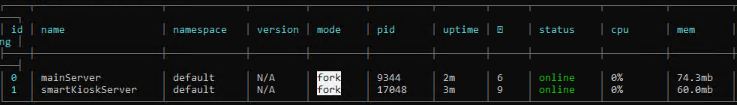 id │ name │ namespace │ version │ mode │ pid │ uptime │ │ status │ cpu │ mem
ng │
0 │ mainServer │ default │ N/A │ fork │ 9344 │ 2m │ 6 │ online │ 0% │ 74.3mb
1 │ smartKioskServer │ default │ N/A │ fork │ 17048 │ 3m │ 9 │ online │ 0% │ 60.0mb